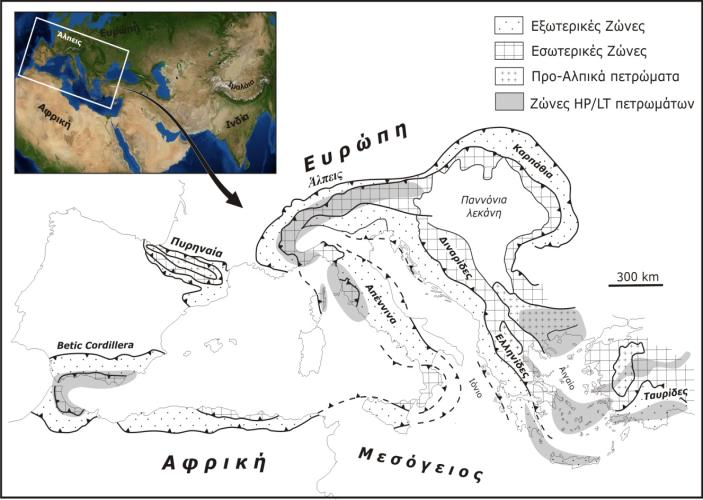 Εξωτερικές Ζώνες
Εσωτερικές Ζώνες
Προ-Αλπικά πετρώματα
Ζώνες HP/LT πετρωμάτων
Ευρώπη
Άλπεις
Ιμαλάια
Αφρική
Ινδία
Ευρώπη
Άλπεις
Καρπάθια
Παννόνια
λεκάνη
Πυρηναία
Διναρίδες
300 km
Απέννινα
Betic Cordillera
Ελληνίδες
Αιγαίο
Ιόνιο
Ταυρίδες
Αφρική
Μεσόγειος